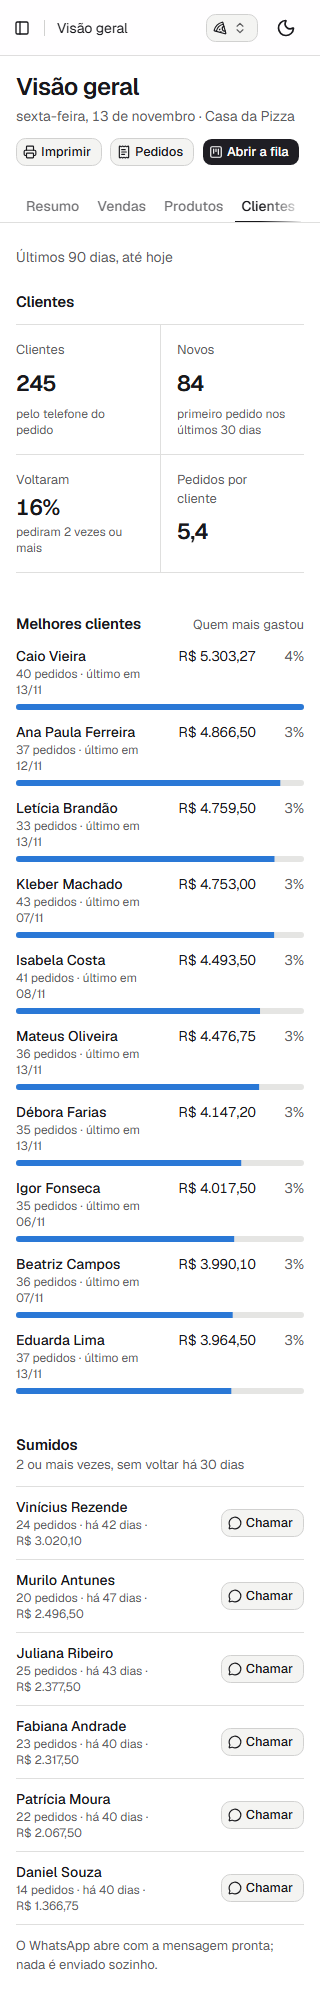 Visão geral
Visão geral
sexta-feira, 13 de novembro · Casa da Pizza
Imprimir
Pedidos
Abrir a fila
Resumo
Vendas
Produtos
Clientes
Últimos 90 dias, até hoje
Clientes
Clientes
245
pelo telefone do
pedido
Novos
84
primeiro pedido nos
últimos 30 dias
Voltaram
16%
pediram 2 vezes ou
mais
Pedidos por
cliente
5,4
Melhores clientes
Quem mais gastou
Caio Vieira
R$ 5.303,27
4%
40 pedidos · último em
13/11
Ana Paula Ferreira
R$ 4.866,50
3%
37 pedidos · último em
12/11
Letícia Brandão
R$ 4.759,50
3%
33 pedidos · último em
13/11
Kleber Machado
R$ 4.753,00
3%
43 pedidos · último em
07/11
Isabela Costa
R$ 4.493,50
3%
41 pedidos · último em
08/11
Mateus Oliveira
R$ 4.476,75
3%
36 pedidos · último em
13/11
Débora Farias
R$ 4.147,20
3%
35 pedidos · último em
13/11
Igor Fonseca
R$ 4.017,50
3%
35 pedidos · último em
06/11
Beatriz Campos
R$ 3.990,10
3%
36 pedidos · último em
07/11
Eduarda Lima
R$ 3.964,50
3%
37 pedidos · último em
13/11
Sumidos
2 ou mais vezes, sem voltar há 30 dias
Vinícius Rezende
24 pedidos · há 42 dias ·
R$ 3.020,10
Chamar
Murilo Antunes
20 pedidos · há 47 dias ·
R$ 2.496,50
Chamar
Juliana Ribeiro
25 pedidos · há 43 dias ·
R$ 2.377,50
Chamar
Fabiana Andrade
23 pedidos · há 40 dias ·
R$ 2.317,50
Chamar
Patrícia Moura
22 pedidos · há 40 dias ·
R$ 2.067,50
Chamar
Daniel Souza
14 pedidos · há 40 dias ·
R$ 1.366,75
Chamar
O WhatsApp abre com a mensagem pronta;
nada é enviado sozinho.